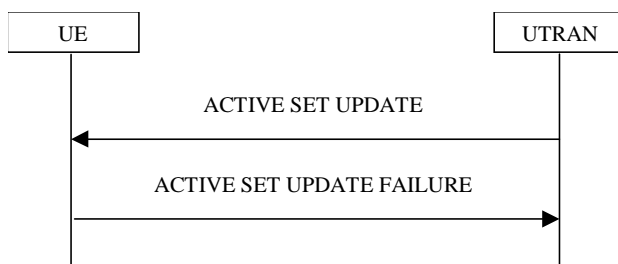 UE
UTRAN
ACTIVE SET UPDATE
ACTIVE SET UPDATE FAILURE